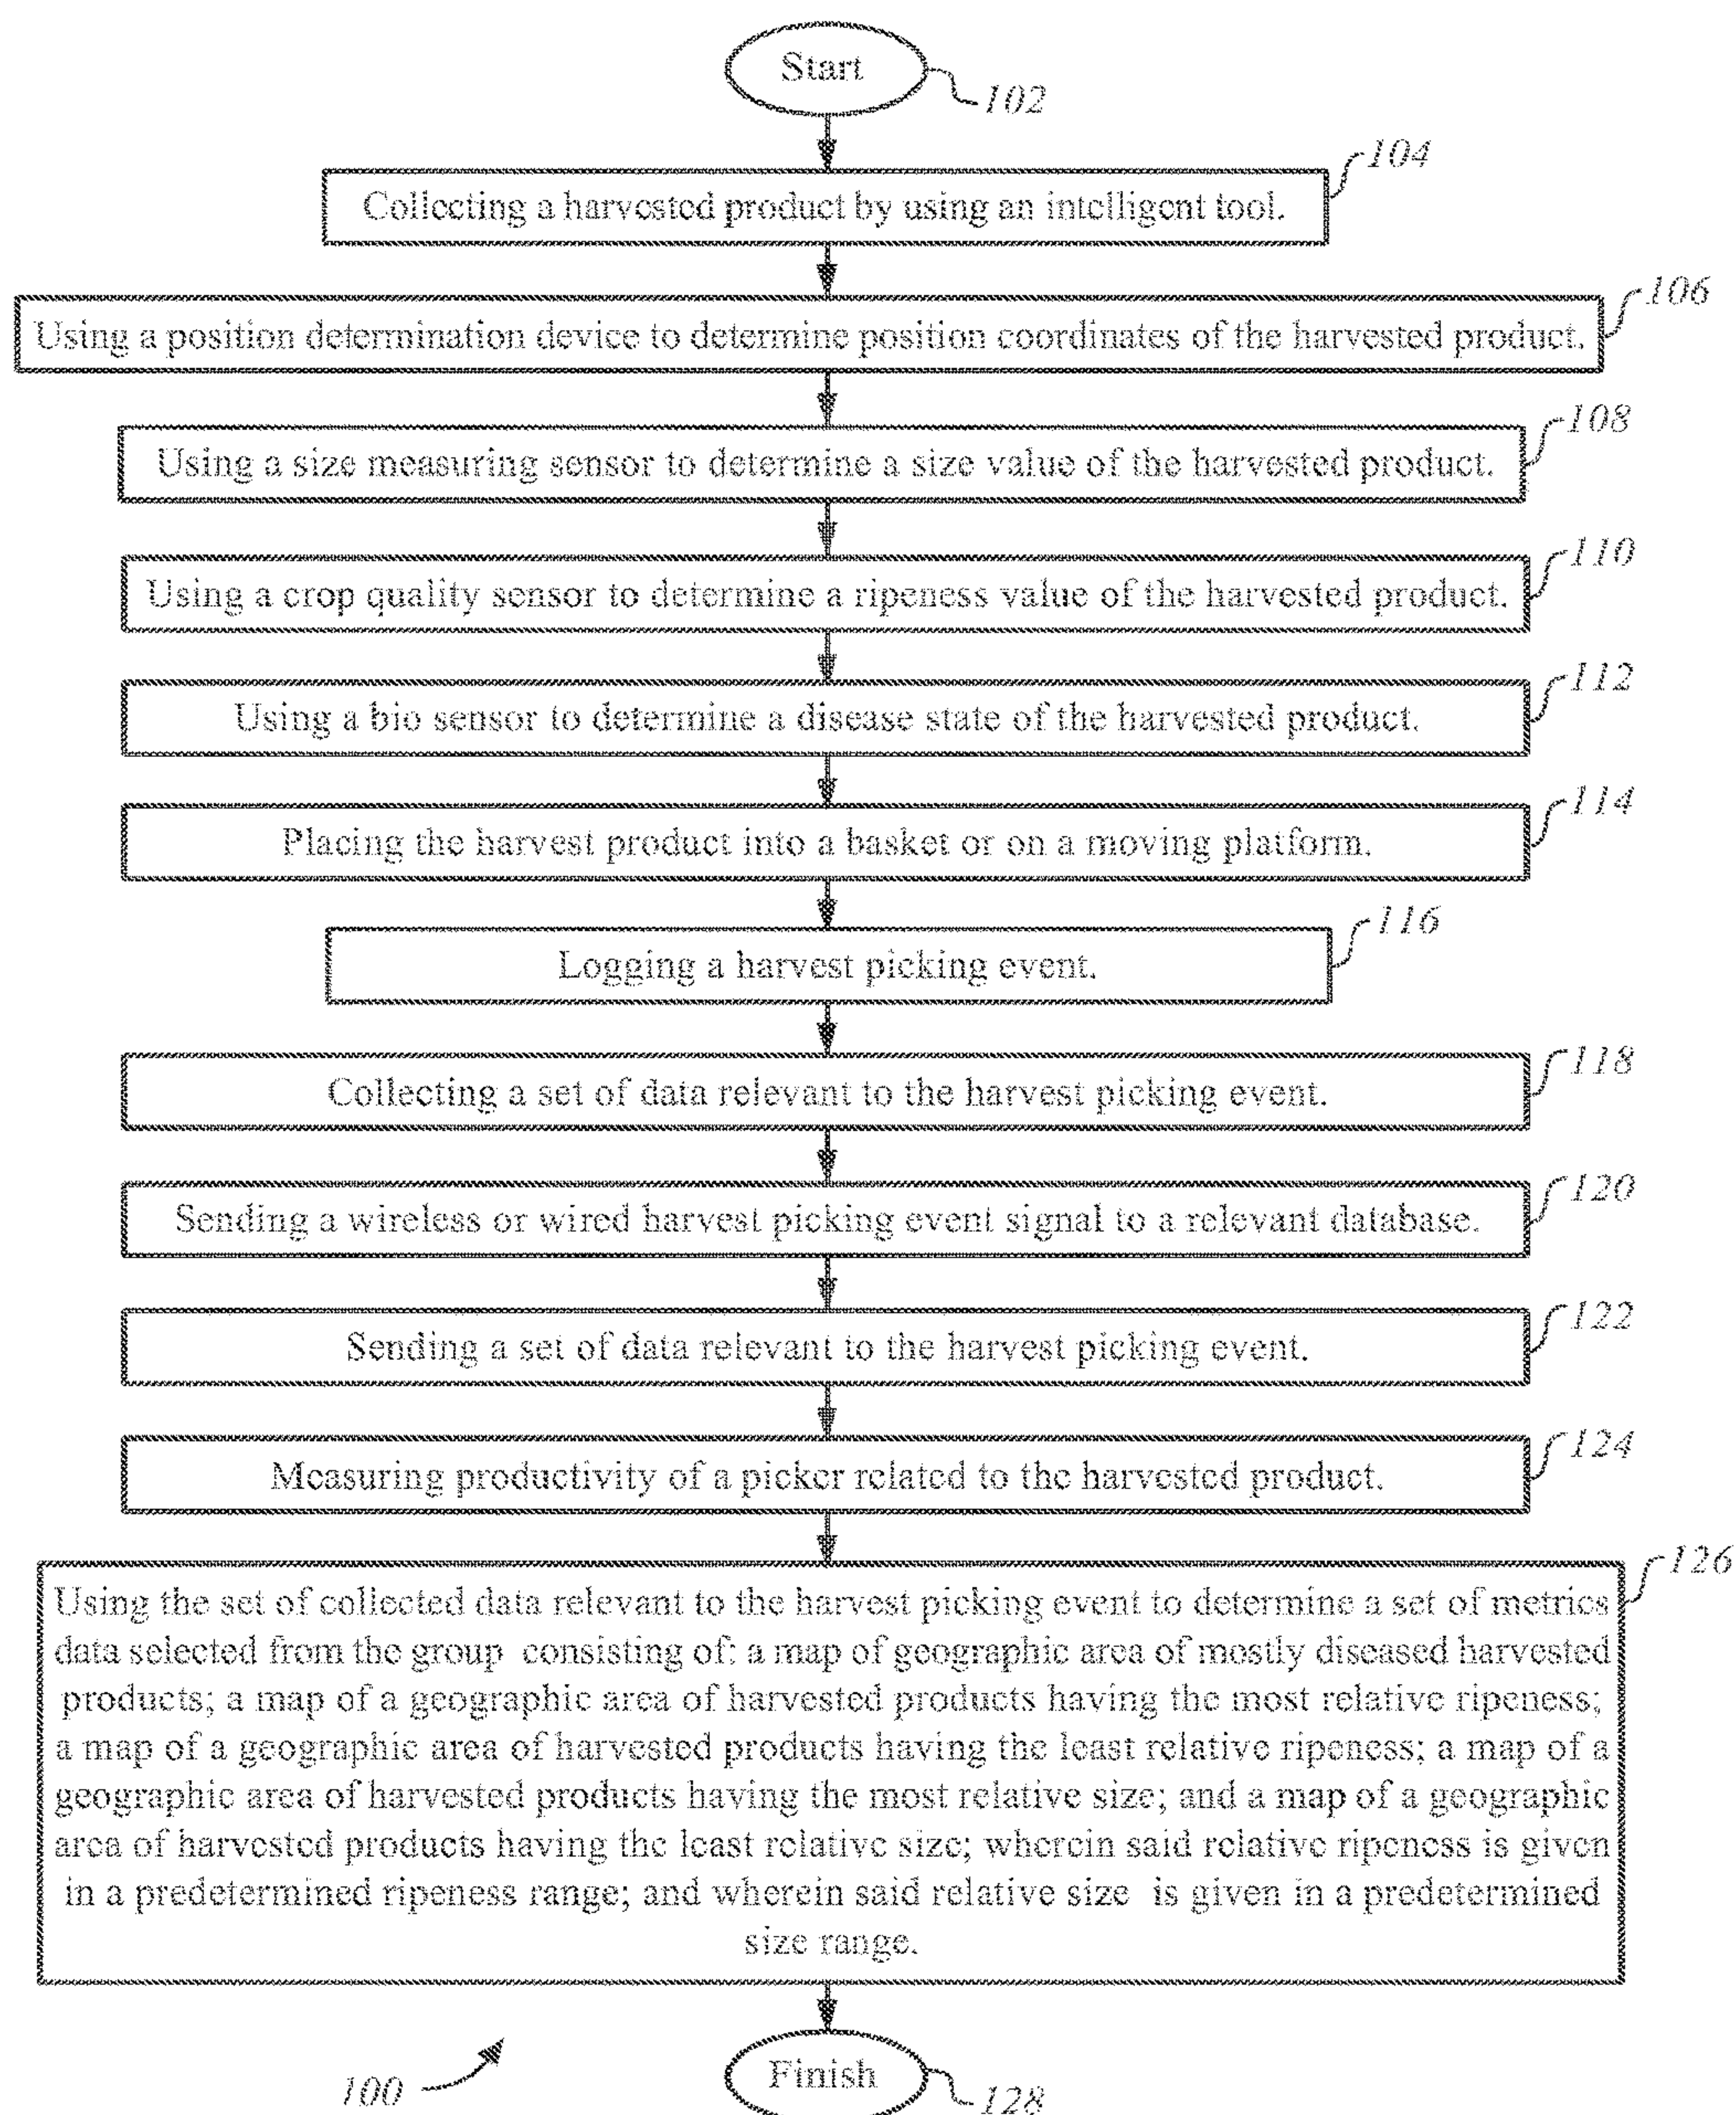 Start
102
104
Collecting a harvested product by using an intelligent tool.
106
Using a position determination device to determine position coordinates of the harvested product.
108
Using a size measuring sensor to determine a size value of the harvested product.
110
Using a crop quality sensor to determine a ripeness value of the harvested product.
112
Using a bio sensor to determine a disease state of the harvested product.
114
Placing the harvest product into a basket or on a moving platform.
116
Logging a harvest picking event.
118
Collecting a set of data relevant to the harvest picking event.
120
Sending a wireless or wired harvest picking event signal to a relevant database.
122
Sending a set of data relevant to the harvest picking event.
124
Measuring productivity of a picker related to the harvested product.
126
Using the set of collected data relevant to the harvest picking event to determine a set of metrics
data selected from the group consisting of: a map of geographic area of mostly diseased harvested
products; a map of a geographic area of harvested products having the most relative ripeness;
a map of a geographic area of harvested products having the least relative ripeness; a map of a
geographic area of harvested products having the most relative size; and a map of a geographic
area of harvested products having the least relative size; wherein said relative ripeness is given
in a predetermined ripeness range; and wherein said relative size is given in a predetermined
size range.
100
Finish
128